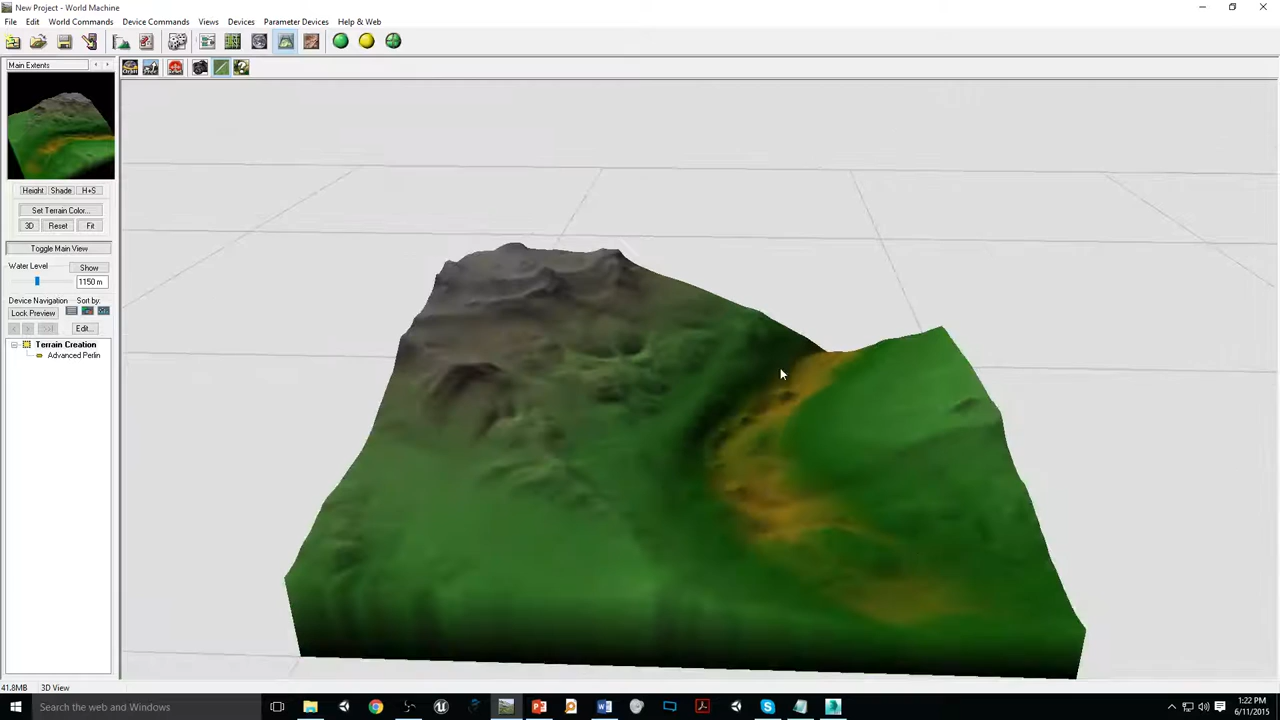 New Project - World Machine
File Edit World Commands Device Commands Views Devices Parameter Devices Help & Web
Main Extents
Height Shade H+S
Set Terrain Color...
3D Reset Fit
Toggle Main View
Water Level Show
1150 m
Device Navigation Sort by:
Lock Preview
Edit...
Terrain Creation
Advanced Perlin
41.8MB 3D View
Search the web and Windows
1:22 PM
6/11/2015